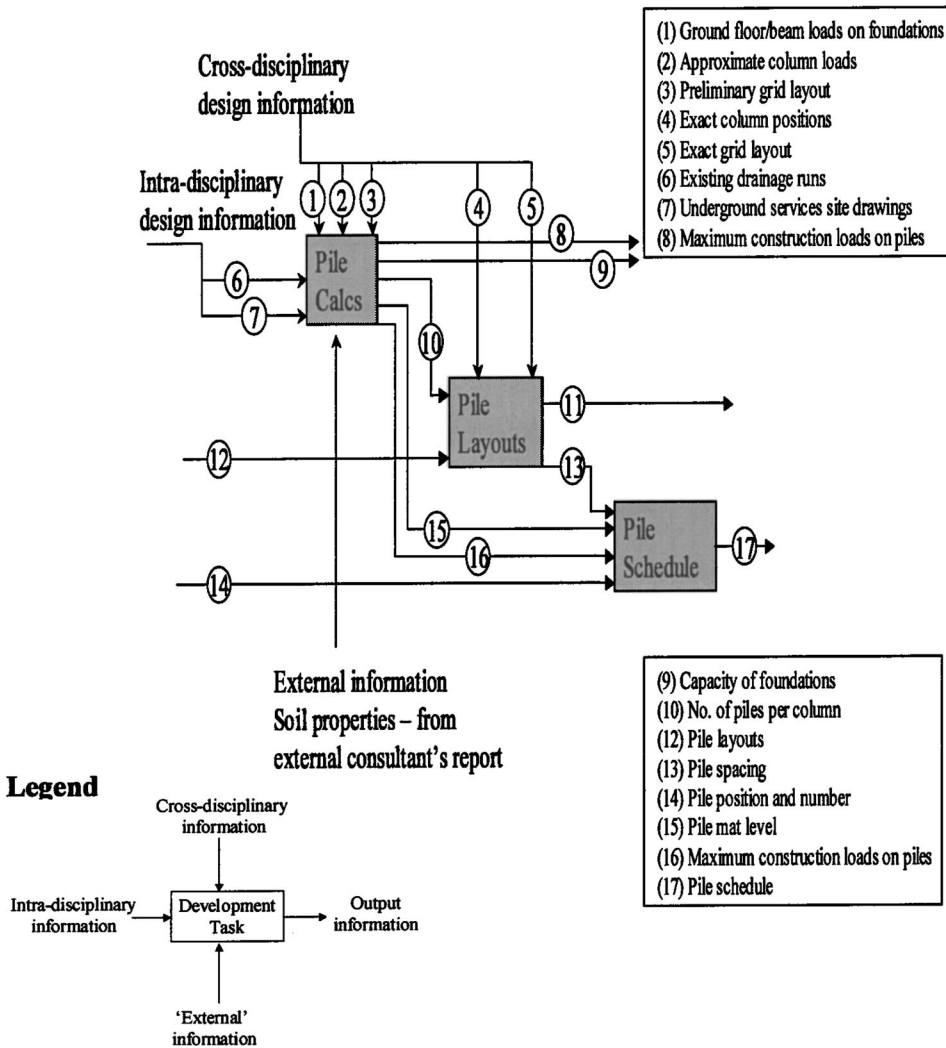 Cross-disciplinary
design information
(1) Ground floor/beam loads on foundations
(2) Approximate column loads
(3) Preliminary grid layout
(4) Exact column positions
(5) Exact grid layout
(6) Existing drainage runs
(7) Underground services site drawings
(8) Maximum construction loads on piles
Intra-disciplinary
design information
1
2
3
4
5
6
7
8
9
Pile
Calcs
10
Pile
Layouts
11
12
13
15
16
14
Pile
Schedule
17
External information
Soil properties – from
external consultant's report
(9) Capacity of foundations
(10) No. of piles per column
(12) Pile layouts
(13) Pile spacing
(14) Pile position and number
(15) Pile mat level
(16) Maximum construction loads on piles
(17) Pile schedule
Legend
Cross-disciplinary
information
Intra-disciplinary
information
Development
Task
Output
information
'External'
information